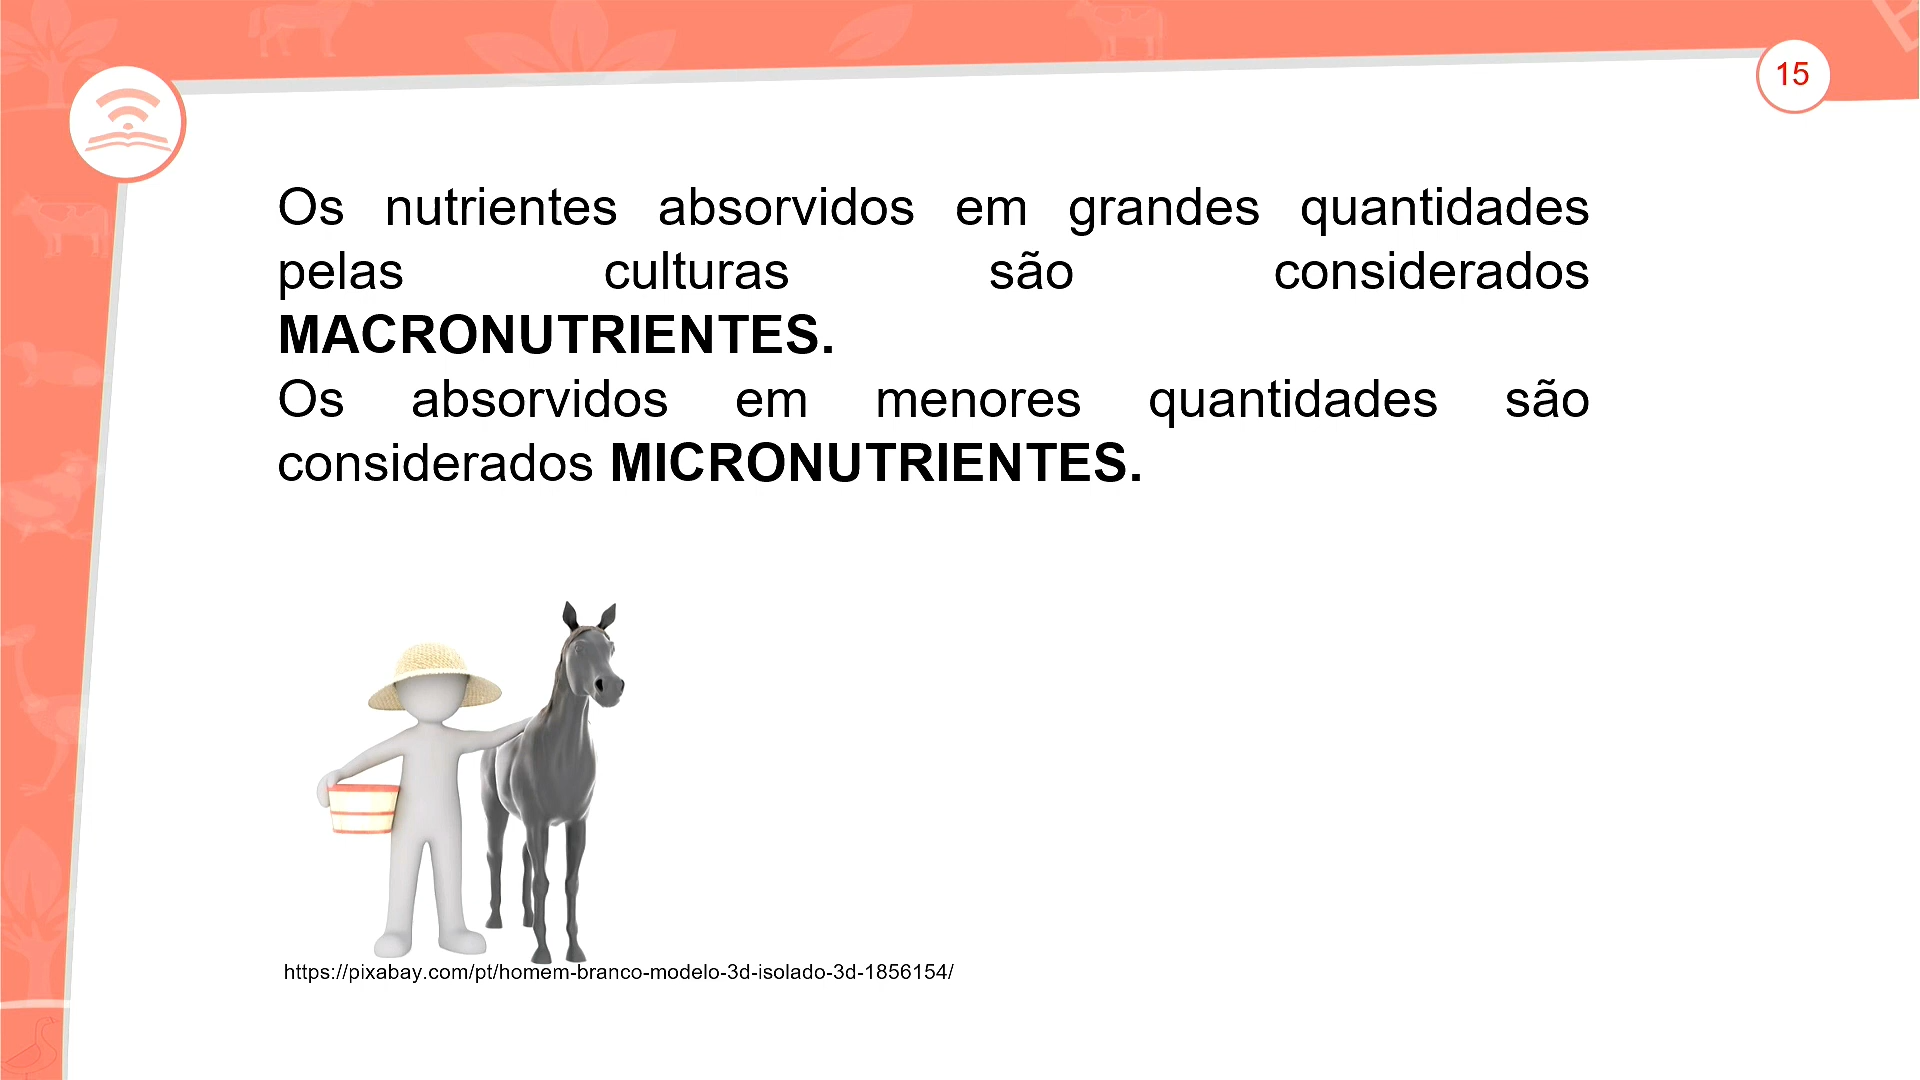 15
Os nutrientes absorvidos em grandes quantidades
pelas culturas são considerados
MACRONUTRIENTES.
Os absorvidos em menores quantidades são
considerados MICRONUTRIENTES.
https://pixabay.com/pt/homem-branco-modelo-3d-isolado-3d-1856154/